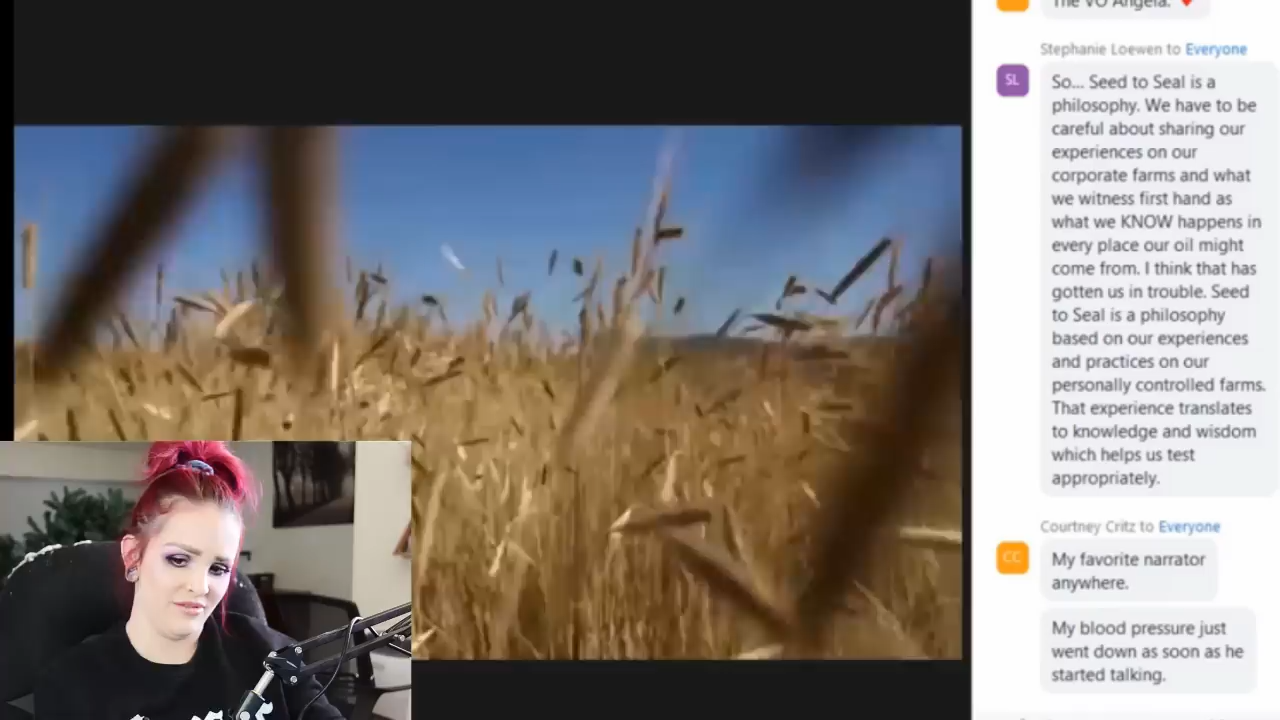 The VO Angela. ❤
Stephanie Loewen to Everyone
SL
So... Seed to Seal is a
philosophy. We have to be
careful about sharing our
experiences on our
corporate farms and what
we witness first hand as
what we KNOW happens in
every place our oil might
come from. I think that has
gotten us in trouble. Seed
to Seal is a philosophy
based on our experiences
and practices on our
personally controlled farms.
That experience translates
to knowledge and wisdom
which helps us test
appropriately.
Courtney Critz to Everyone
CC
My favorite narrator
anywhere.
My blood pressure just
went down as soon as he
started talking.